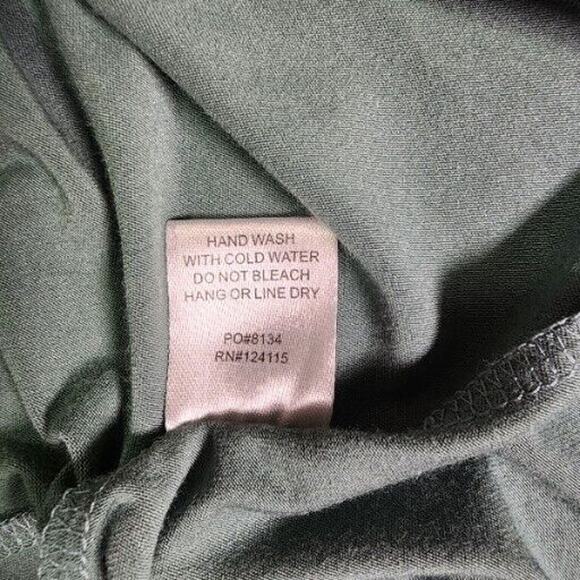 HAND WASH
WITH COLD WATER
DO NOT BLEACH
HANG OR LINE DRY
PO#8134
RN#124115